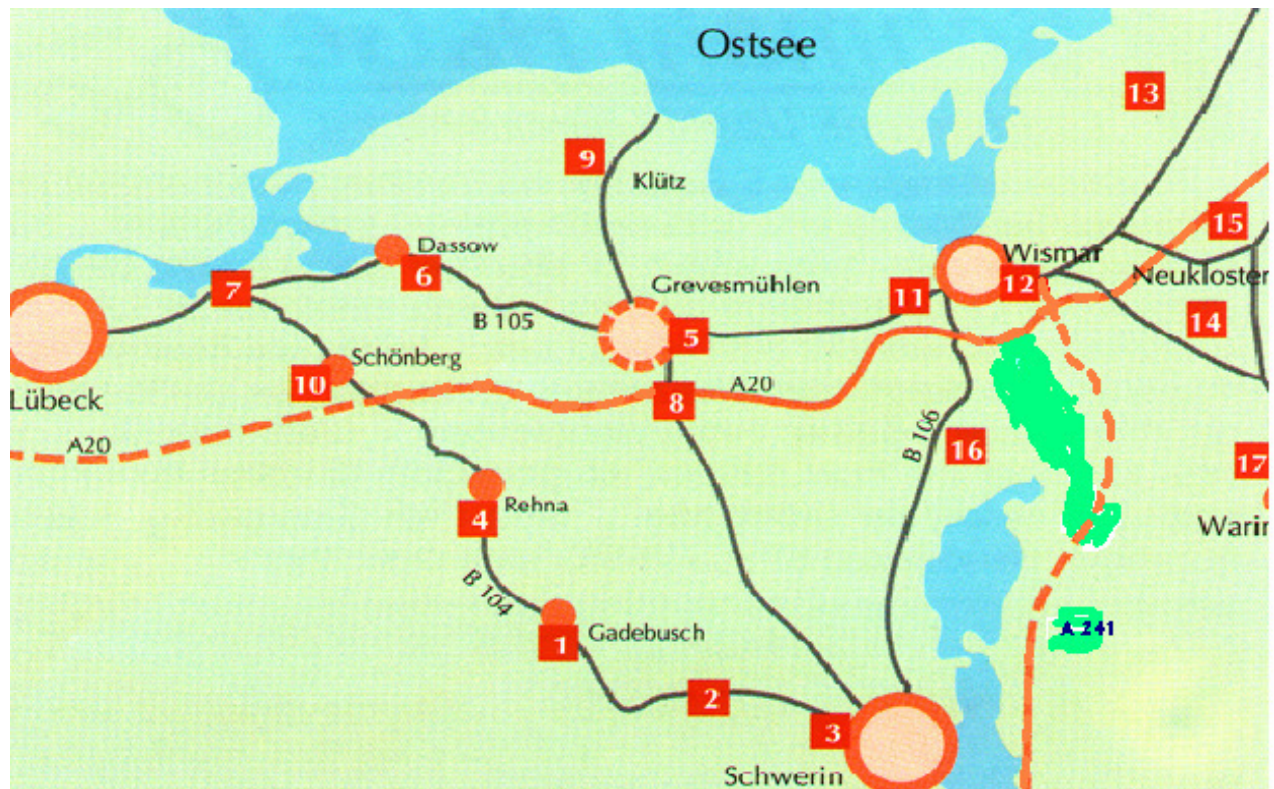 Ostsee
13
9
Klütz
15
Dassow
Wismar
6
7
12
Neukloster
Grevesmühlen
11
B 105
5
14
Schönberg
10
8
A20
Lübeck
A20
B 106
16
17
Rehna
4
Warin
B 104
Gadebusch
1
A 241
2
3
Schwerin